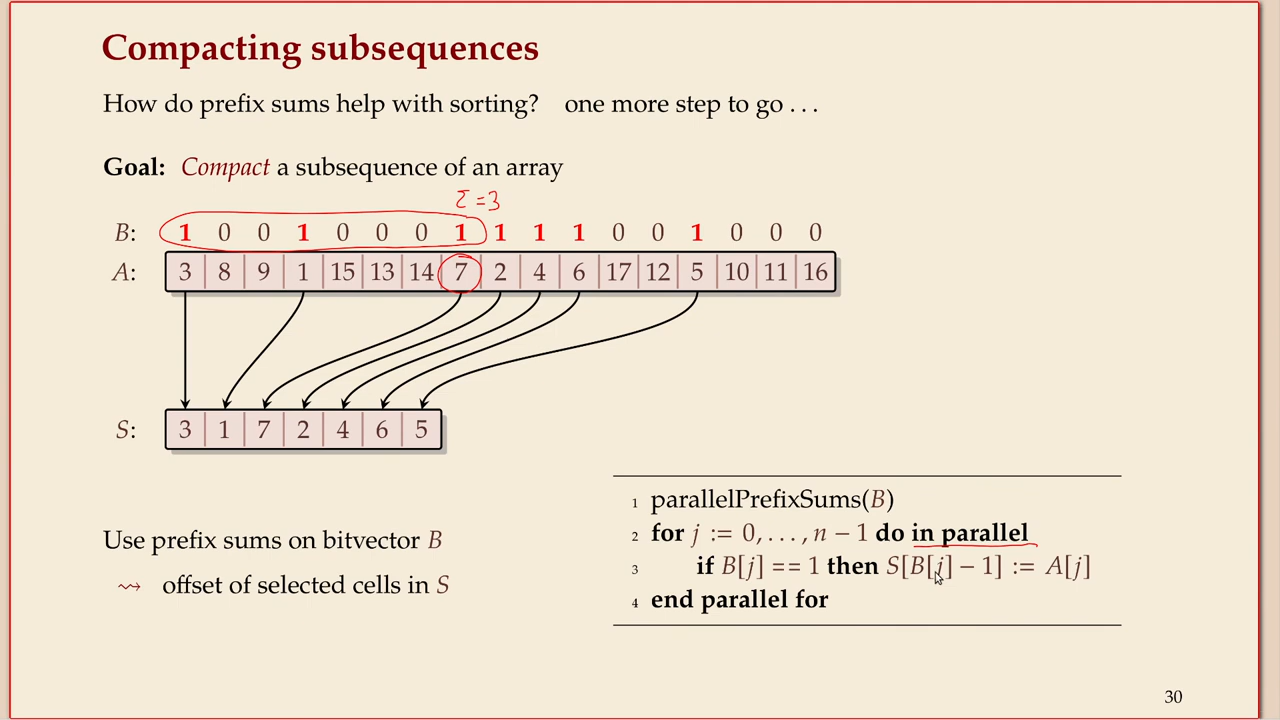 Compacting subsequences
How do prefix sums help with sorting? one more step to go . . .
Goal: Compact a subsequence of an array
Σ = 3
B: 1 0 0 1 0 0 0 1 1 1 1 0 0 1 0 0 0
A: 3 8 9 1 15 13 14 7 2 4 6 17 12 5 10 11 16
S: 3 1 7 2 4 6 5
Use prefix sums on bitvector B
⇝ offset of selected cells in S
1 parallelPrefixSums(B)
2 for j := 0, . . . , n − 1 do in parallel
3 if B[j] == 1 then S[B[j] − 1] := A[j]
4 end parallel for
30